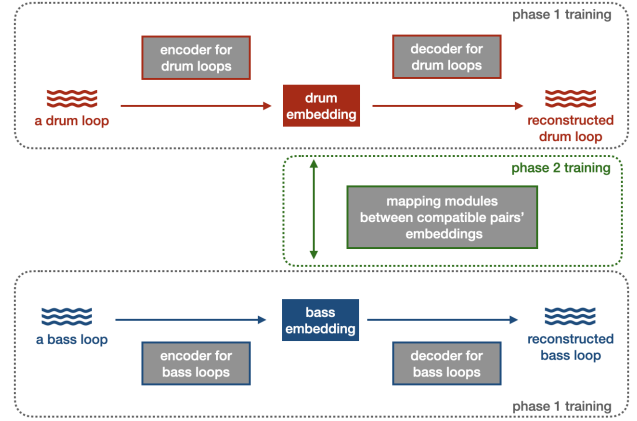 phase 1 training
encoder for
drum loops
decoder for
drum loops
drum
embedding
a drum loop
reconstructed
drum loop
phase 2 training
mapping modules
between compatible pairs'
embeddings
bass
embedding
a bass loop
reconstructed
bass loop
encoder for
bass loops
decoder for
bass loops
phase 1 training